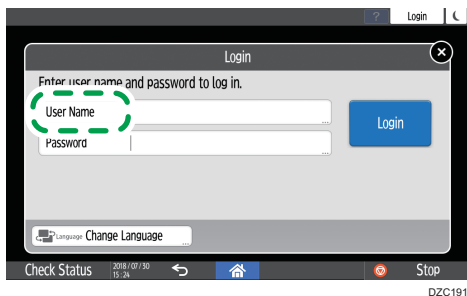 ? Login
Login
Enter user name and password to log in.
User Name
Login
Password
Language Change Language
Check Status 2018/07/30 15:24 Stop
DZC191